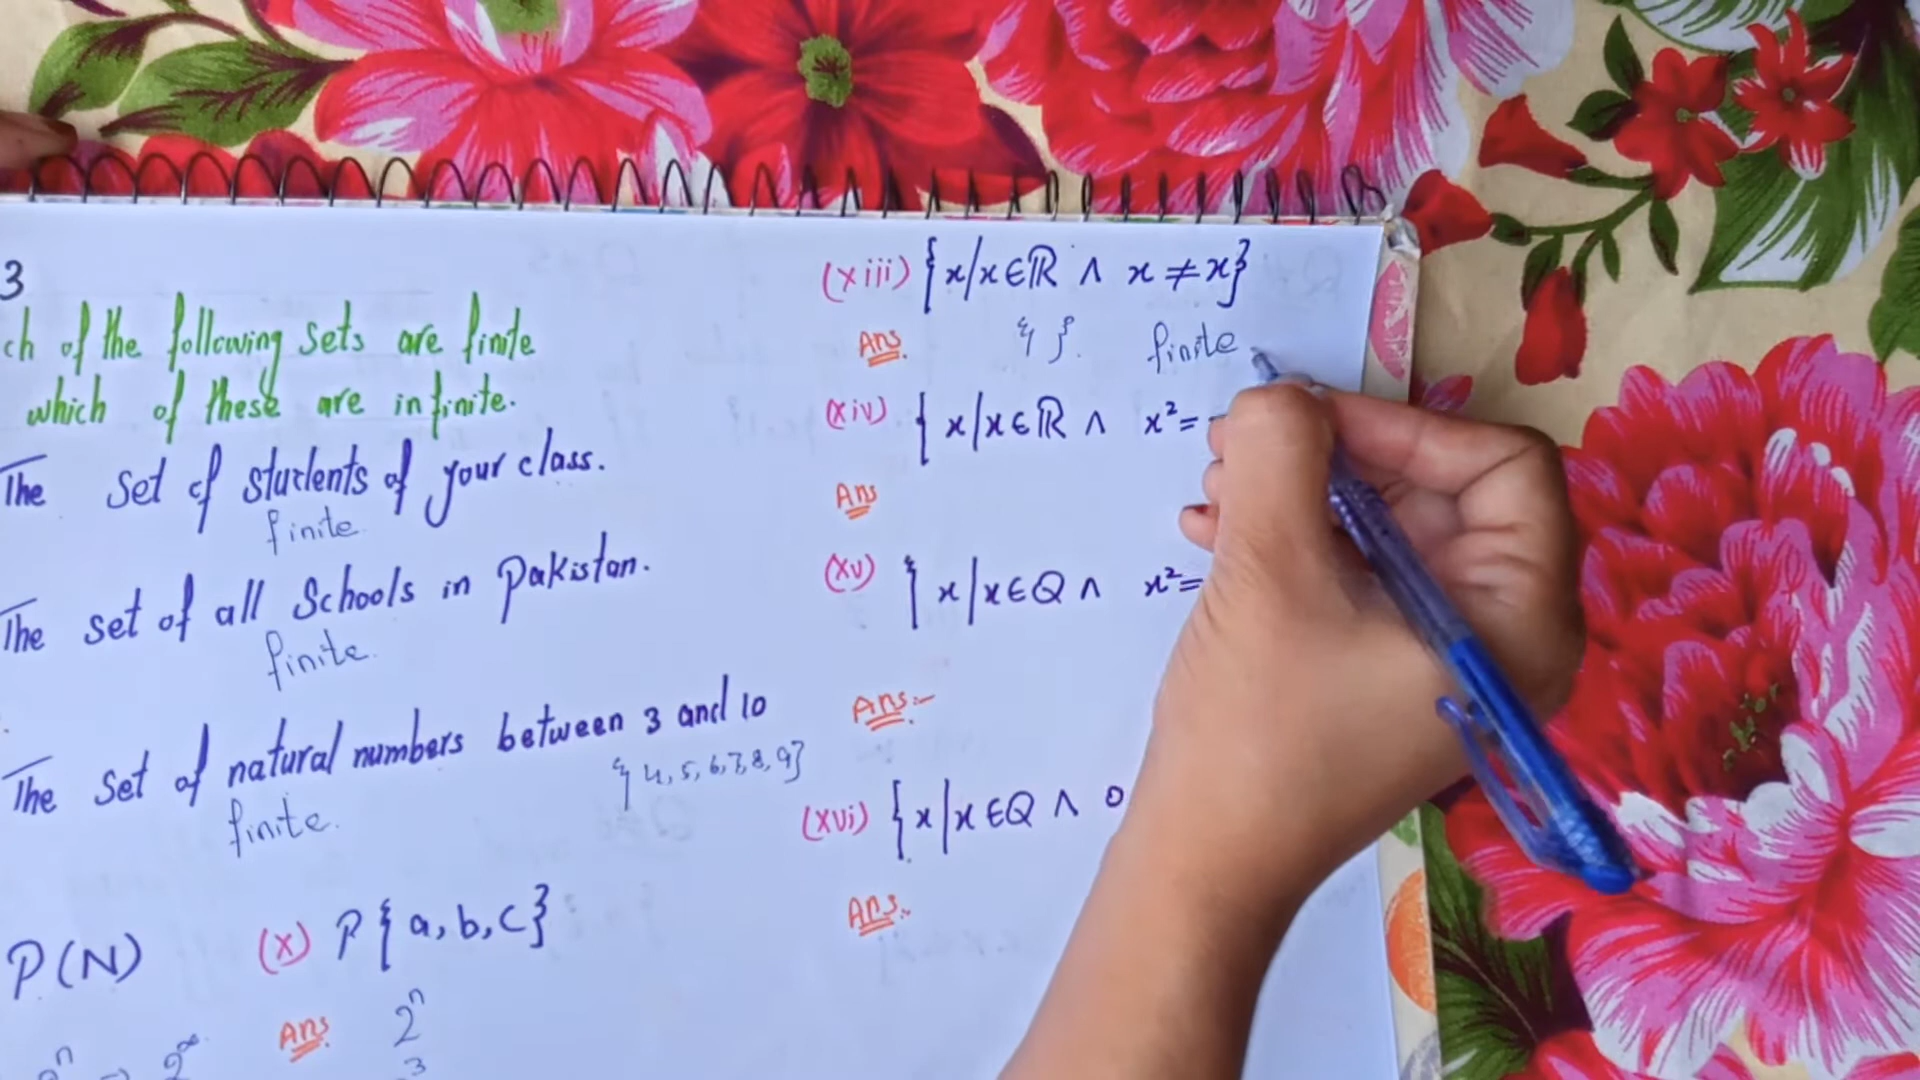 3
ch of the following sets are finite
which of these are infinite.
The set of students of your class.
finite
The set of all Schools in Pakistan.
finite.
The set of natural numbers between 3 and 10
{4,5,6,7,8,9}
finite.
P(N)
(x) P{a,b,c}
Ans 2ⁿ
2^∞
3
(xiii) {x/x∈ℝ ∧ x≠x}
Ans. { }. finite
(xiv) {x/x∈ℝ ∧ x²=-
Ans
(xv) {x/x∈Q ∧ x²=
Ans:-
(xvi) {x/x∈Q ∧ 0
Ans:-